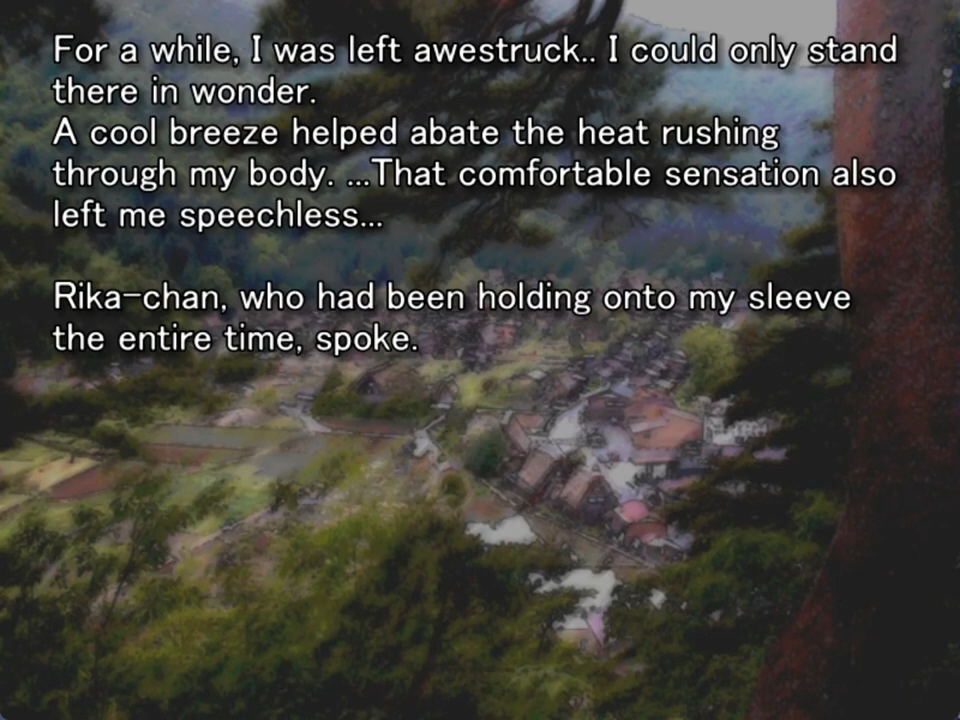 For a while, I was left awestruck.. I could only stand
there in wonder.
A cool breeze helped abate the heat rushing
through my body. ...That comfortable sensation also
left me speechless...
Rika-chan, who had been holding onto my sleeve
the entire time, spoke.